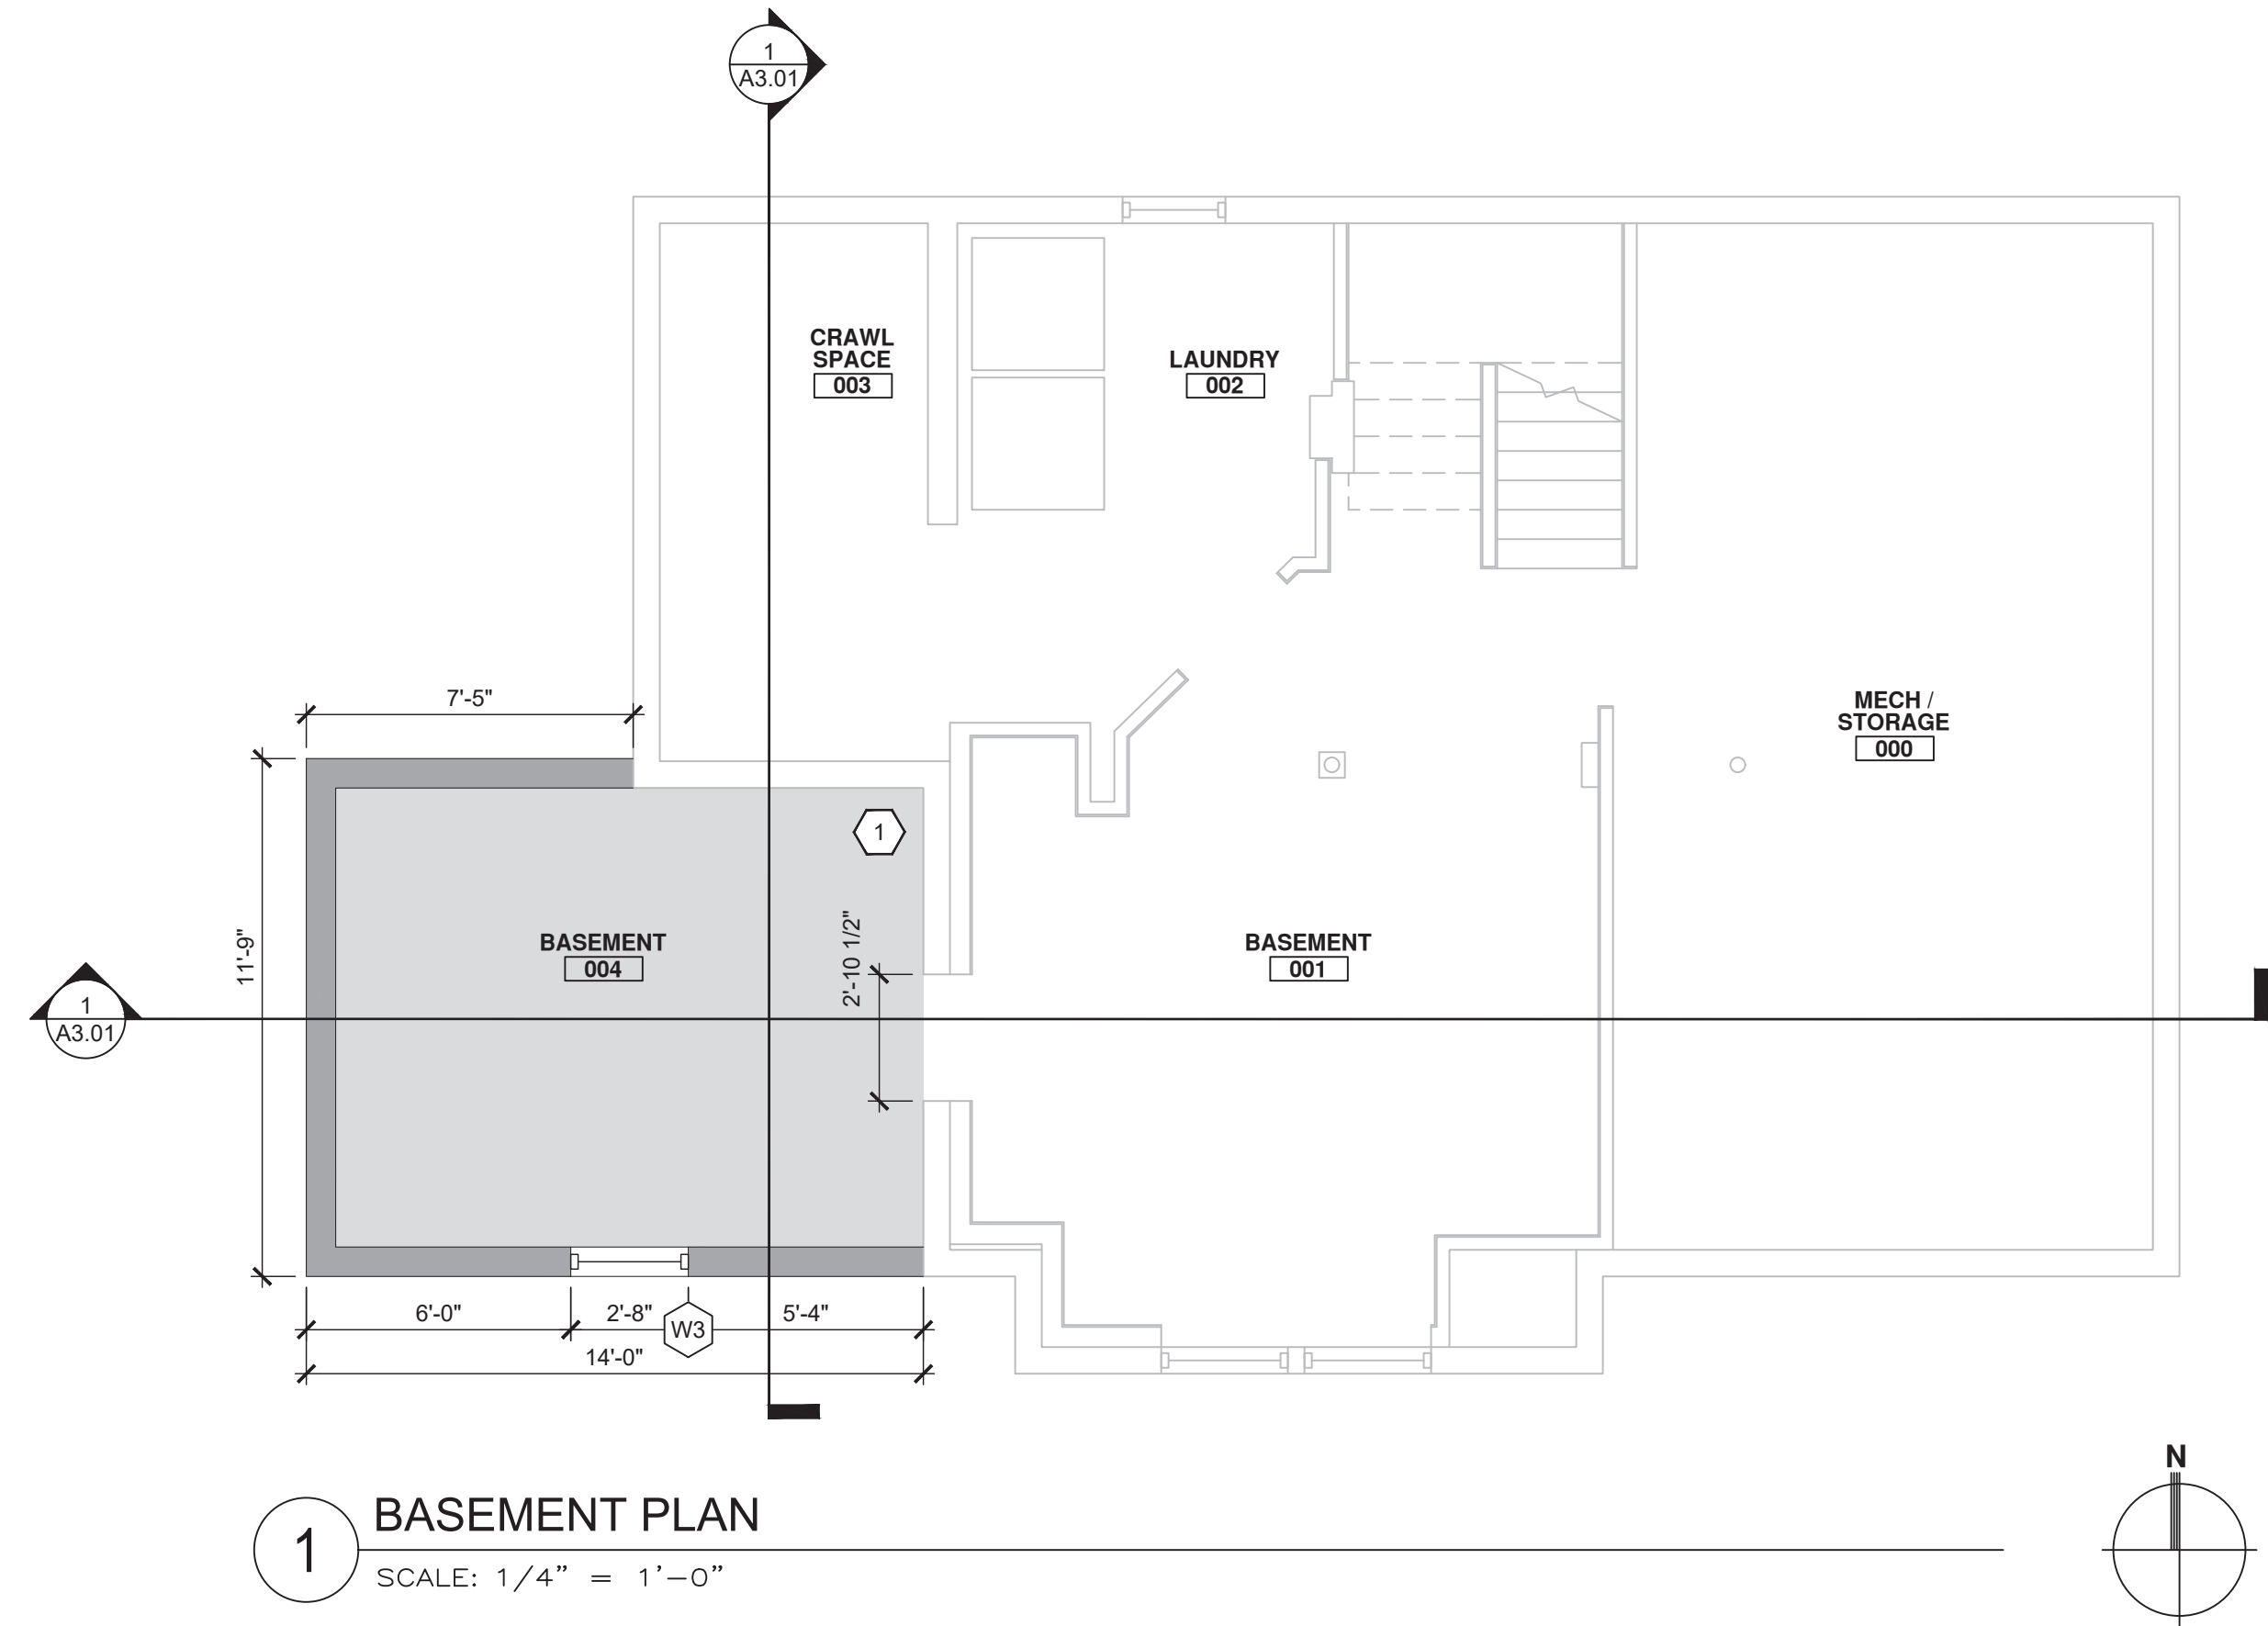 1
A3.01
CRAWL
SPACE
003
LAUNDRY
002
7'-5"
MECH /
STORAGE
000
1
11'-9"
BASEMENT
004
2'-10 1/2"
BASEMENT
001
1
A3.01
6'-0"
2'-8"
W3
5'-4"
14'-0"
N
1
BASEMENT PLAN
SCALE: 1/4” = 1’-0”